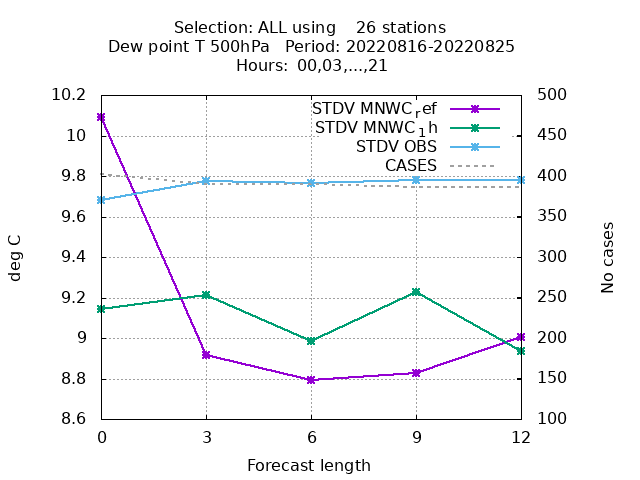 Selection: ALL using    26 stations
Dew point T 500hPa   Period: 20220816-20220825
Hours: 00,03,...,21
STDV MNWCref
STDV MNWC1h
STDV OBS
CASES
10.2
10
9.8
9.6
9.4
9.2
9
8.8
8.6
deg C
500
450
400
350
300
250
200
150
100
No cases
0 3 6 9 12
Forecast length